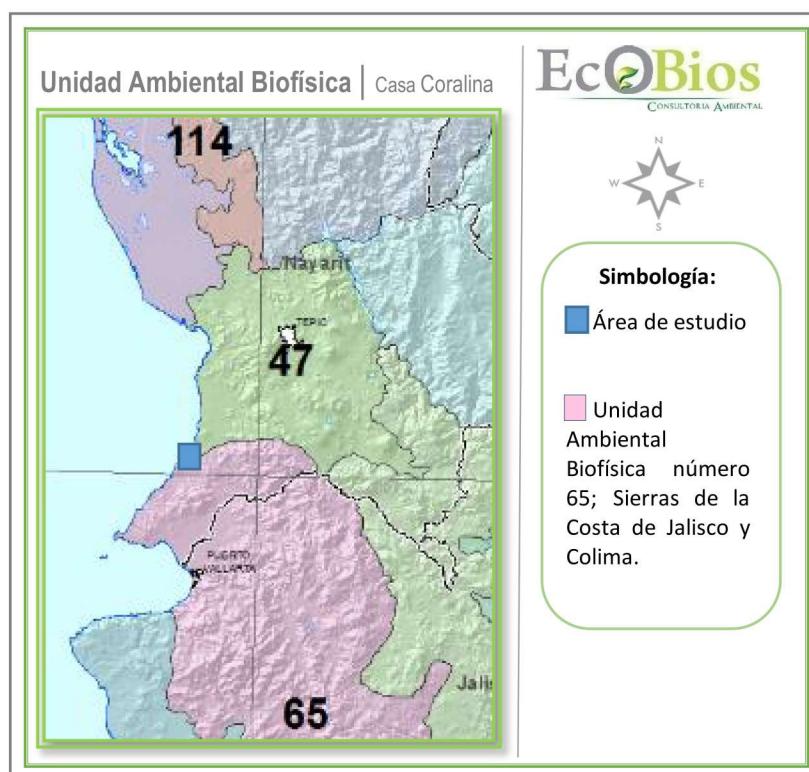 Unidad Ambiental Biofísica | Casa Coralina
EcOBios
CONSULTORIA AMBIENTAL
N
W E
S
114
Nayarit
TEPIC
47
PUERTO
VALLARTA
Jalis
65
Simbología:
Área de estudio
Unidad
Ambiental
Biofísica número
65; Sierras de la
Costa de Jalisco y
Colima.